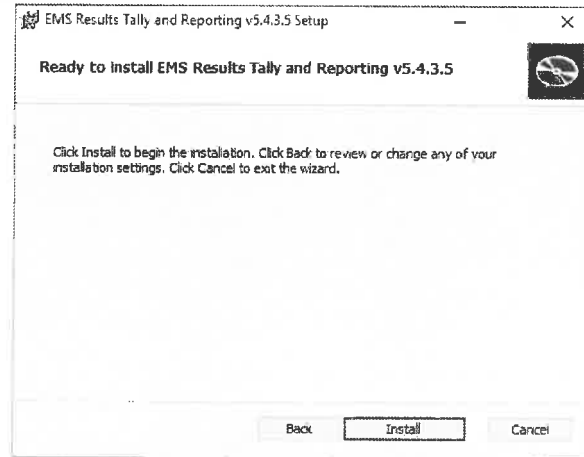 EMS Results Tally and Reporting v5.4.3.5 Setup
Ready to install EMS Results Tally and Reporting v5.4.3.5
Click Install to begin the installation. Click Back to review or change any of your
installation settings. Click Cancel to exit the wizard.
Back Install Cancel